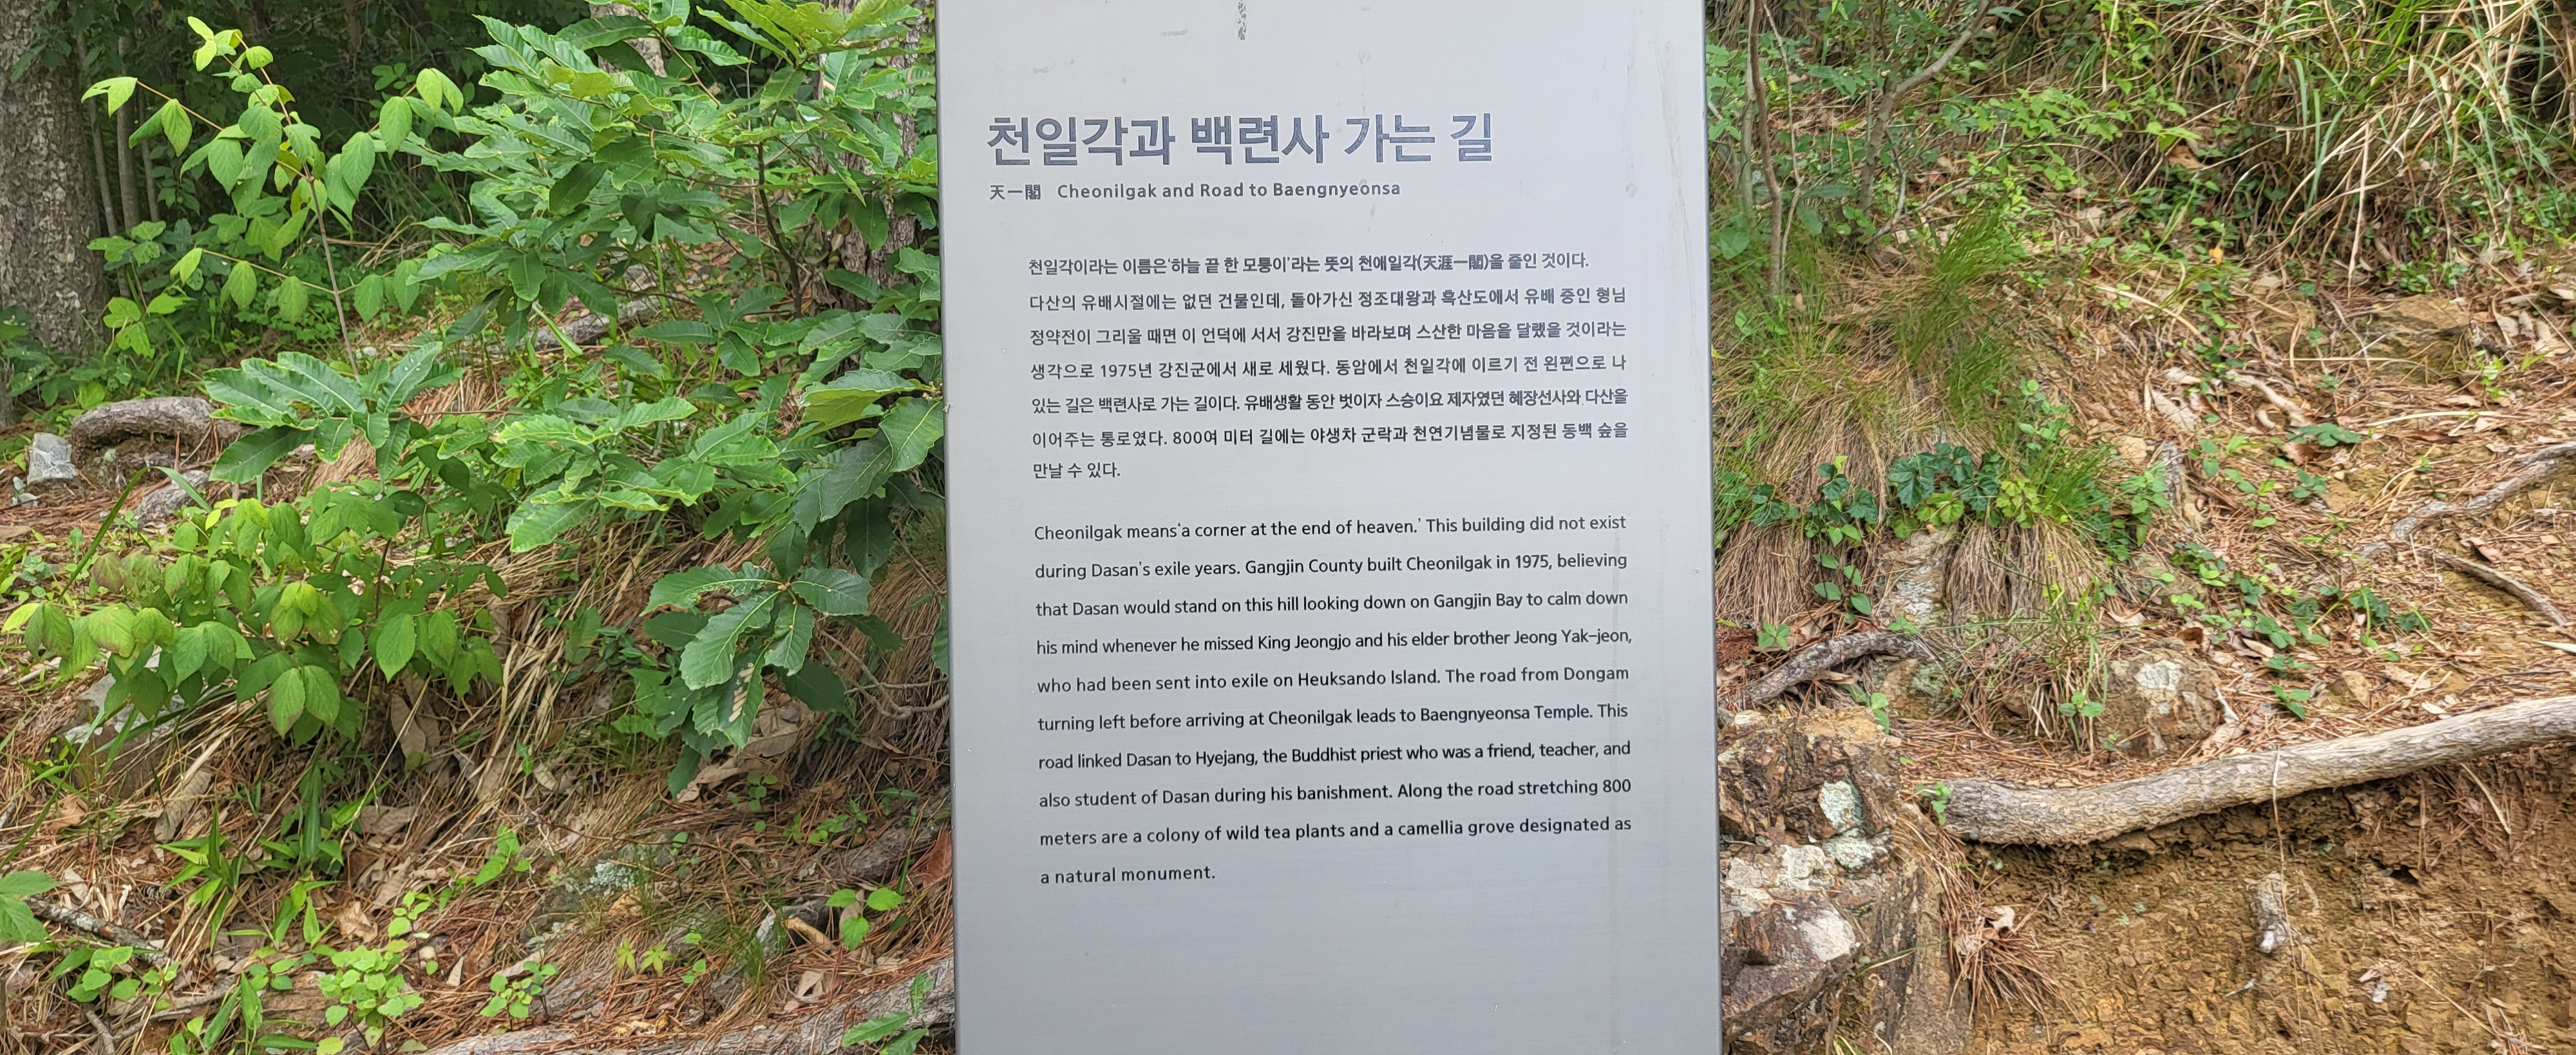 천일각과 백련사 가는 길
天一閣 Cheonilgak and Road to Baengnyeonsa
천일각이라는 이름은'하늘 끝 한 모퉁이'라는 뜻의 천애일각(天涯一閣)을 줄인 것이다.
다산의 유배시절에는 없던 건물인데, 돌아가신 정조대왕과 흑산도에서 유배 중인 형님
정약전이 그리울 때면 이 언덕에 서서 강진만을 바라보며 스산한 마음을 달랬을 것이라는
생각으로 1975년 강진군에서 새로 세웠다. 동암에서 천일각에 이르기 전 왼편으로 나
있는 길은 백련사로 가는 길이다. 유배생활 동안 벗이자 스승이요 제자였던 혜장선사와 다산을
이어주는 통로였다. 800여 미터 길에는 야생차 군락과 천연기념물로 지정된 동백 숲을
만날 수 있다.
Cheonilgak means'a corner at the end of heaven.' This building did not exist
during Dasan's exile years. Gangjin County built Cheonilgak in 1975, believing
that Dasan would stand on this hill looking down on Gangjin Bay to calm down
his mind whenever he missed King Jeongjo and his elder brother Jeong Yak-jeon,
who had been sent into exile on Heuksando Island. The road from Dongam
turning left before arriving at Cheonilgak leads to Baengnyeonsa Temple. This
road linked Dasan to Hyejang, the Buddhist priest who was a friend, teacher, and
also student of Dasan during his banishment. Along the road stretching 800
meters are a colony of wild tea plants and a camellia grove designated as
a natural monument.